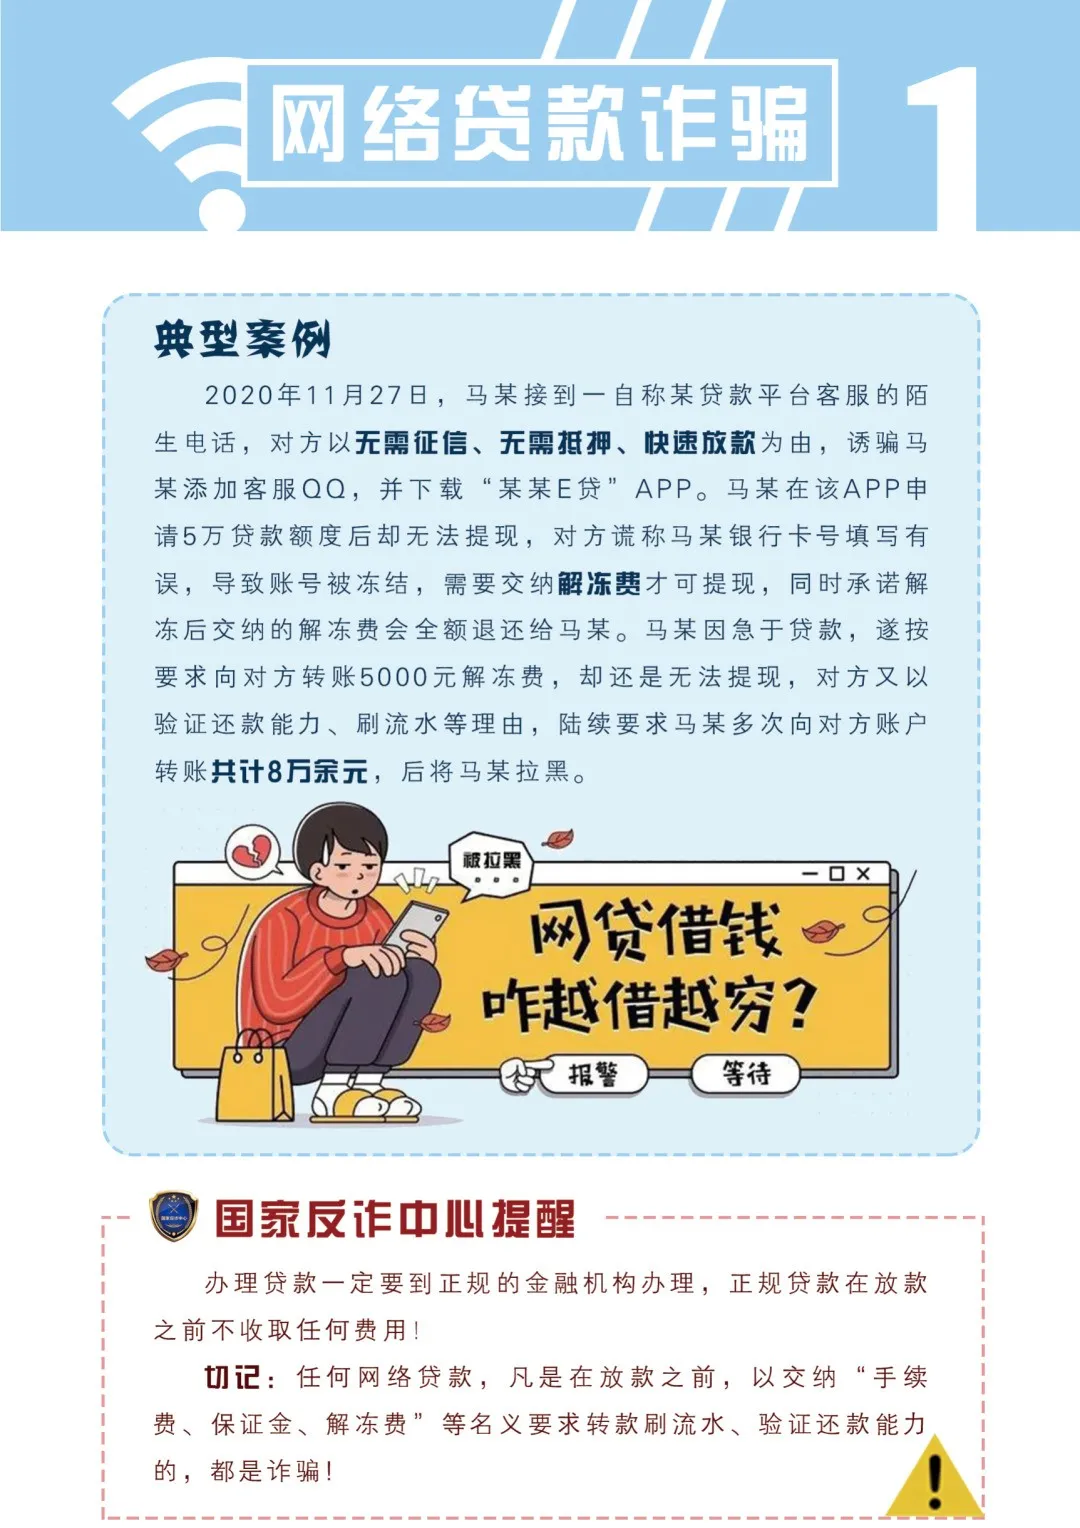 网络贷款诈骗
1
典型案例
2020年11月27日，马某接到一自称某贷款平台客服的陌
生电话，对方以无需征信、无需抵押、快速放款为由，诱骗马
某添加客服QQ，并下载“某某E贷”APP。马某在该APP申
请5万贷款额度后却无法提现，对方谎称马某银行卡号填写有
误，导致账号被冻结，需要交纳解冻费才可提现，同时承诺解
冻后交纳的解冻费会全额退还给马某。马某因急于贷款，遂按
要求向对方转账5000元解冻费，却还是无法提现，对方又以
验证还款能力、刷流水等理由，陆续要求马某多次向对方账户
转账共计8万余元，后将马某拉黑。
被拉黑
...
网贷借钱
咋越借越穷？
报警
等待
国家反诈中心
国家反诈中心提醒
办理贷款一定要到正规的金融机构办理，正规贷款在放款
之前不收取任何费用！
切记：任何网络贷款，凡是在放款之前，以交纳“手续
费、保证金、解冻费”等名义要求转款刷流水、验证还款能力
的，都是诈骗！